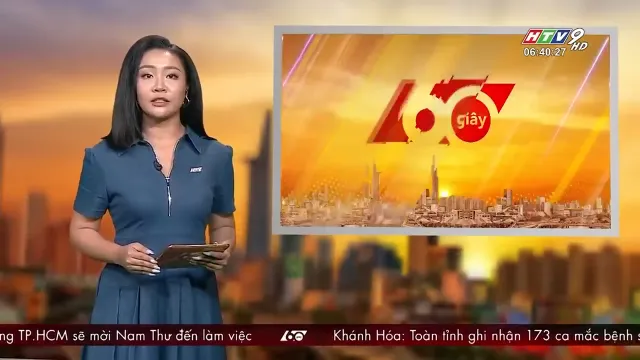 HTV9 HD
06:40:27
60 giây
HTV
ng TP.HCM sẽ mời Nam Thư đến làm việc 60 Khánh Hòa: Toàn tỉnh ghi nhận 173 ca mắc bệnh s